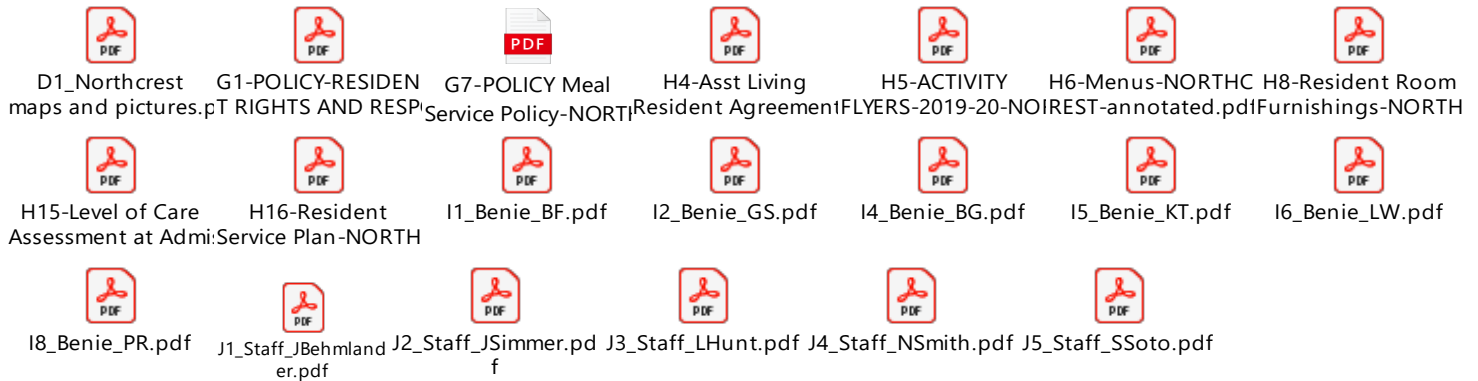 PDF PDF PDF PDF PDF PDF PDF
D1_Northcrest G1-POLICY-RESIDEN G7-POLICY Meal H4-Asst Living H5-ACTIVITY H6-Menus-NORTHC H8-Resident Room
maps and pictures.p T RIGHTS AND RESP Service Policy-NORTH Resident Agreement FLYERS-2019-20-NO REST-annotated.pdf Furnishings-NORTH
PDF PDF PDF PDF PDF PDF PDF
H15-Level of Care H16-Resident I1_Benie_BF.pdf I2_Benie_GS.pdf I4_Benie_BG.pdf I5_Benie_KT.pdf I6_Benie_LW.pdf
Assessment at Admi Service Plan-NORTH
PDF PDF PDF PDF PDF PDF
I8_Benie_PR.pdf J1_Staff_JBehmland J2_Staff_JSimmer.pd J3_Staff_LHunt.pdf J4_Staff_NSmith.pdf J5_Staff_SSoto.pdf
er.pdf f